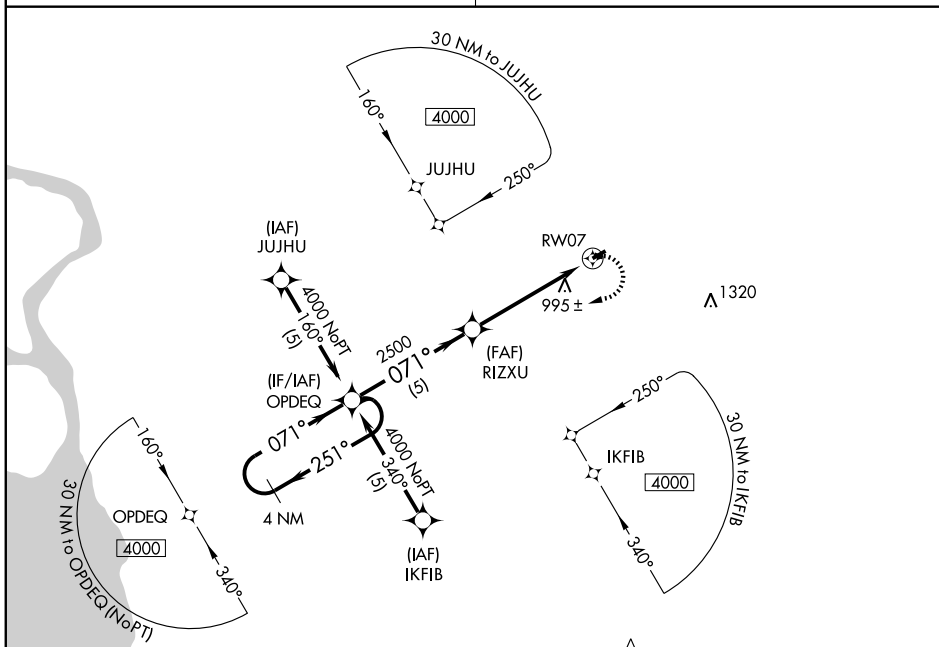 30 NM to JUJHU
160°
4000
JUJHU
250°
(IAF)
JUJHU
4000 NoPT
160°
(5)
RW07
995 ±
1320
2500
071°
(5)
(FAF)
RIZXU
(IF/IAF)
OPDEQ
071°
251°
4 NM
4000 NoPT
340°
(5)
(IAF)
IKFIB
160°
OPDEQ
4000
340°
30 NM to OPDEQ (NoPT)
250°
IKFIB
4000
340°
30 NM to IKFIB